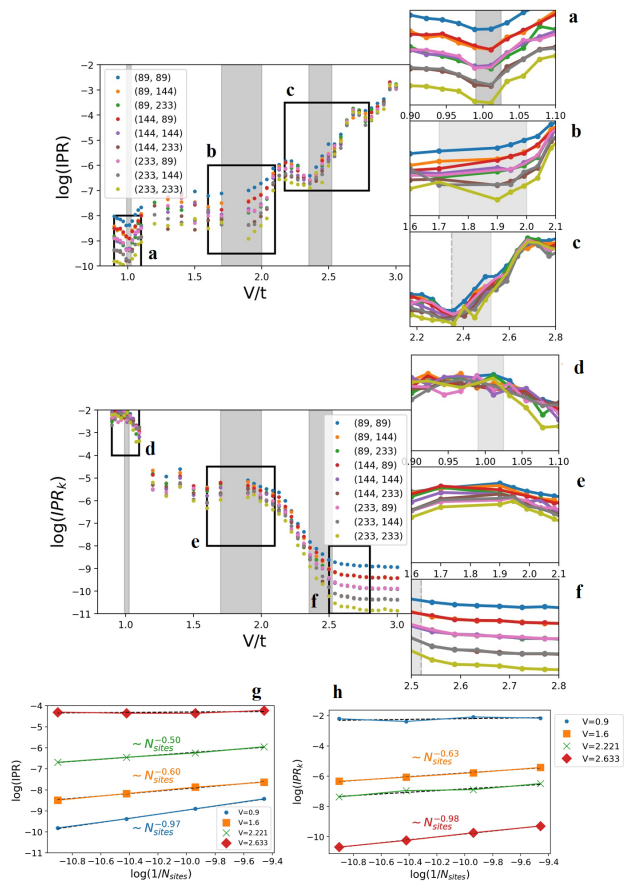 a
0.90 0.95 1.00 1.05 1.10
b
1.6 1.7 1.8 1.9 2.0 2.1
c
2.2 2.4 2.6 2.8
log(IPR)
−2
−3
−4
−5
−6
−7
−8
−9
−10
(89, 89)
(89, 144)
(89, 233)
(144, 89)
(144, 144)
(144, 233)
(233, 89)
(233, 144)
(233, 233)
c
b
a
1.0 1.5 2.0 2.5 3.0
V/t
d
0.90 0.95 1.00 1.05 1.10
e
1.6 1.7 1.8 1.9 2.0 2.1
f
2.5 2.6 2.7 2.8
log(IPRk)
−2
−3
−4
−5
−6
−7
−8
−9
−10
−11
(89, 89)
(89, 144)
(89, 233)
(144, 89)
(144, 144)
(144, 233)
(233, 89)
(233, 144)
(233, 233)
d
e
f
1.0 1.5 2.0 2.5 3.0
V/t
g
log(IPR)
−4
−5
−6
−7
−8
−9
−10
−11
~ Nsites−0.50
~ Nsites−0.60
~ Nsites−0.97
V=0.9
V=1.6
V=2.221
V=2.633
−10.8 −10.6 −10.4 −10.2 −10.0 −9.8 −9.6 −9.4
log(1/Nsites)
h
log(IPRk)
−2
−4
−6
−8
−10
~ Nsites−0.63
~ Nsites−0.98
−10.8 −10.6 −10.4 −10.2 −10.0 −9.8 −9.6 −9.4
log(1/Nsites)
V=0.9
V=1.6
V=2.221
V=2.633